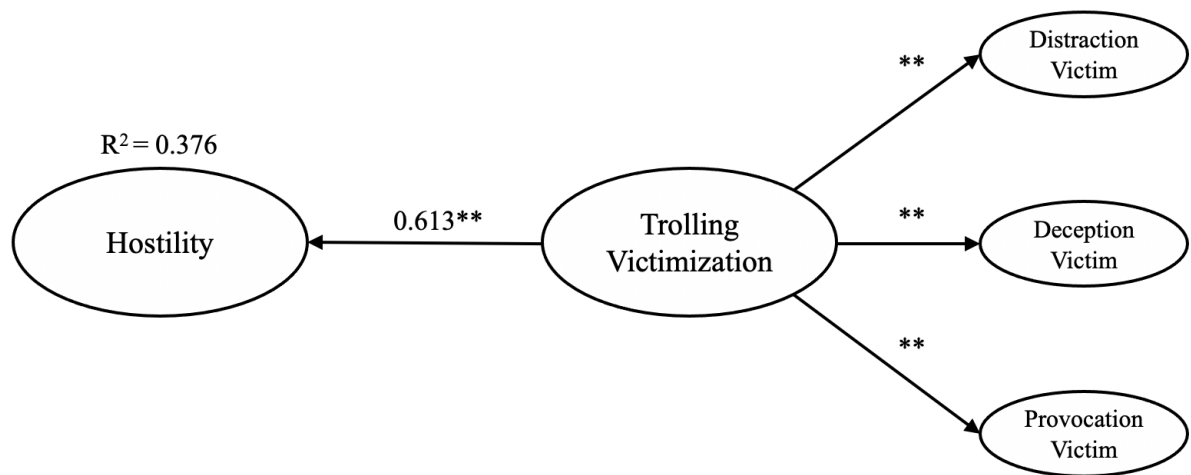 Distraction
Victim
**
R² = 0.376
0.613**
Hostility
Trolling
Victimization
**
Deception
Victim
**
Provocation
Victim